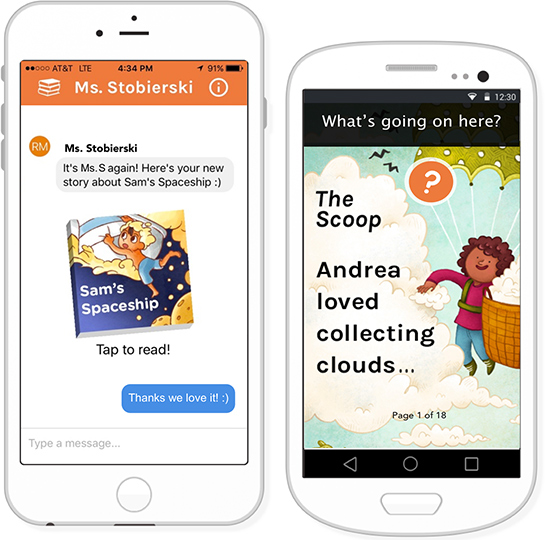 ●●○○○ AT&T LTE 4:34 PM 91%
Ms. Stobierski
RM Ms. Stobierski
It's Ms.S again! Here's your new
story about Sam's Spaceship :)
Sam's
Spaceship
Tap to read!
Thanks we love it! :)
Type a message...
12:30
What's going on here?
?
The
Scoop
Andrea
loved
collecting
clouds...
Page 1 of 18